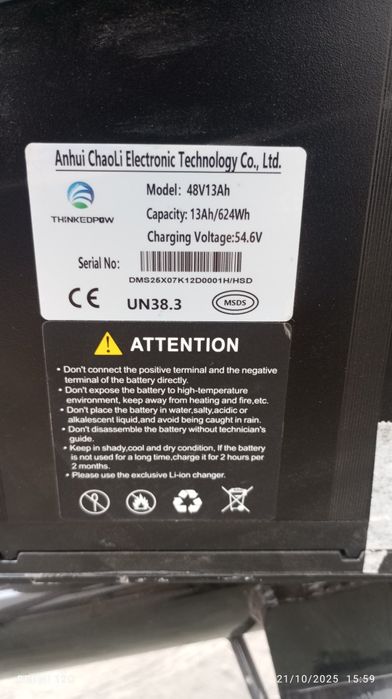 Anhui ChaoLi Electronic Technology Co., Ltd.
THINKEDPOW
Model: 48V13Ah
Capacity: 13Ah/624Wh
Charging Voltage:54.6V
Serial No:
DMS26X07K12D0001H/HSD
CE
UN38.3
MSDS
ATTENTION
• Don't connect the positive terminal and the negative
terminal of the battery directly.
• Don't expose the battery to high-temperature
environment, keep away from heating and fire,etc.
• Don't place the battery in water,salty,acidic or
alkalescent liquid,and avoid being caught in rain.
• Don't disassemble the battery without technician's
guide.
• Keep in shady,cool and dry condition, If the battery
is not used for a long time,charge it for 2 hours per
2 months.
• Please use the exclusive Li-ion changer.
21/10/2025 15:59